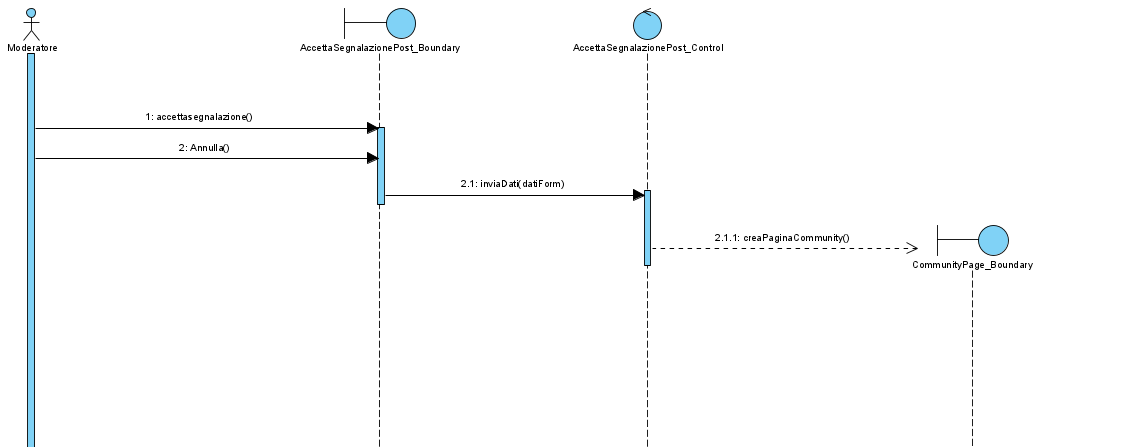 Moderatore
AccettaSegnalazionePost_Boundary
AccettaSegnalazionePost_Control
1: accettasegnalazione()
2: Annulla()
2.1: inviaDati(datiForm)
2.1.1: creaPaginaCommunity()
CommunityPage_Boundary